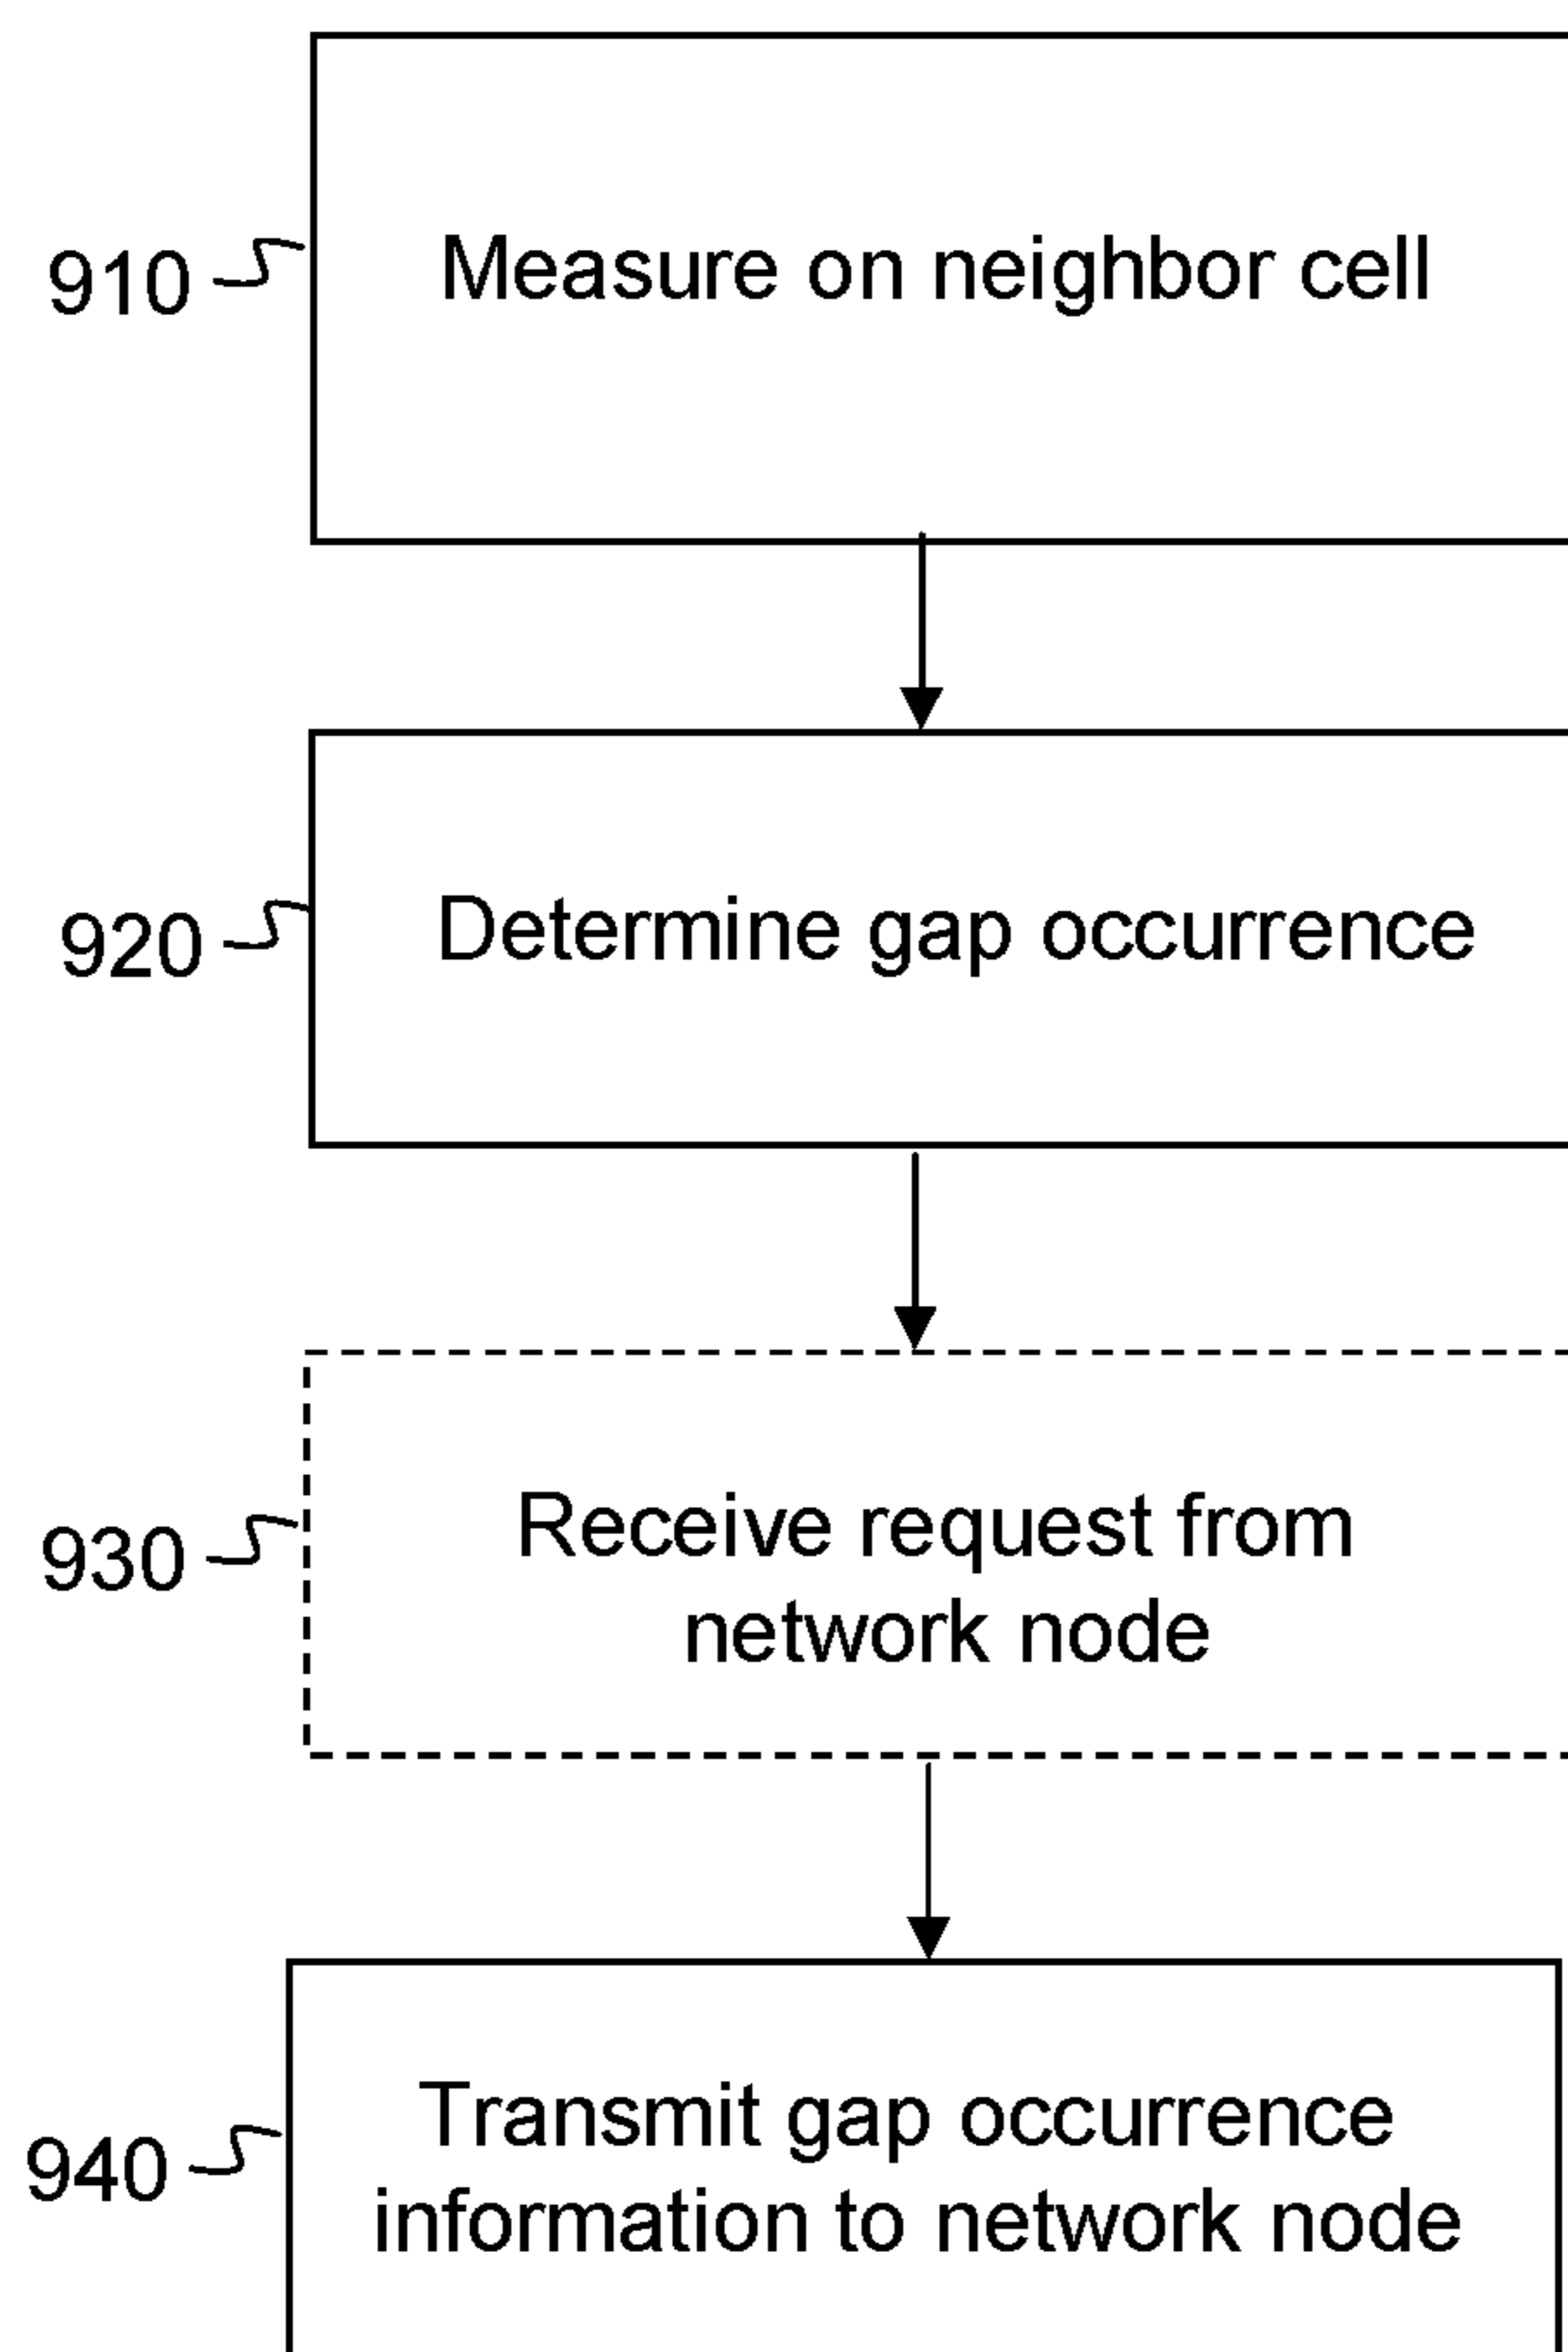 910
Measure on neighbor cell
920
Determine gap occurrence
930
Receive request from
network node
940
Transmit gap occurrence
information to network node